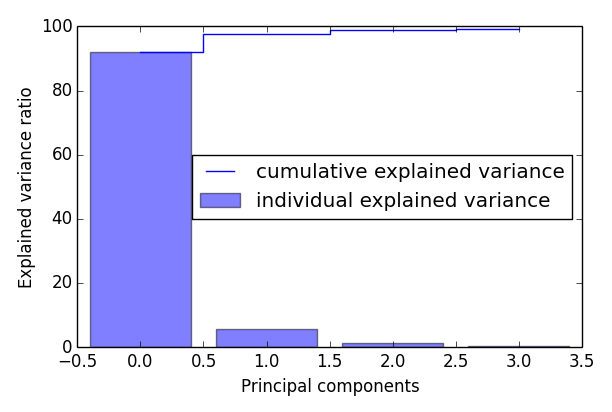 100
80
60
40
20
0
Explained variance ratio
cumulative explained variance
individual explained variance
−0.5 0.0 0.5 1.0 1.5 2.0 2.5 3.0 3.5
Principal components